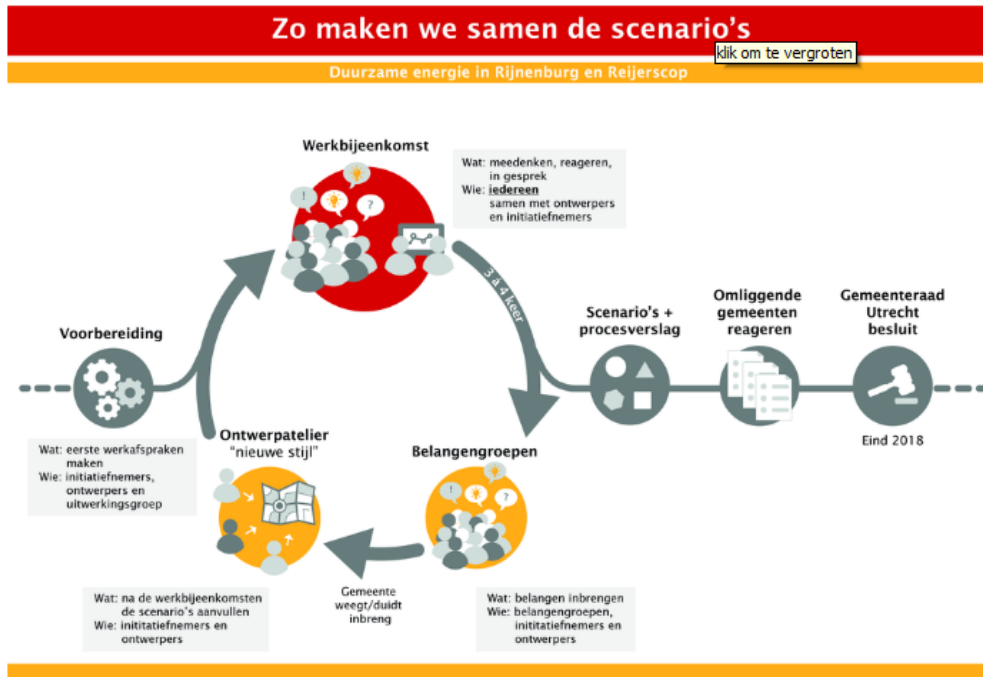 Zo maken we samen de scenario's
klik om te vergroten
Duurzame energie in Rijnenburg en Reijerscop
Werkbijeenkomst
! ?
Wat: meedenken, reageren,
in gesprek
Wie: iedereen
samen met ontwerpers
en initiatiefnemers
3 à 4 keer
Voorbereiding
Wat: eerste werkafspraken
maken
Wie: initiatiefnemers,
ontwerpers en
uitwerkingsgroep
Scenario's +
procesverslag
Omliggende
gemeenten
reageren
Gemeenteraad
Utrecht
besluit
Eind 2018
Ontwerpatelier
"nieuwe stijl"
Wat: na de werkbijeenkomsten
de scenario's aanvullen
Wie: inititatiefnemers en
ontwerpers
Gemeente
weegt/duidt
inbreng
Belangengroepen
! ?
Wat: belangen inbrengen
Wie: belangengroepen,
inititatiefnemers en
ontwerpers